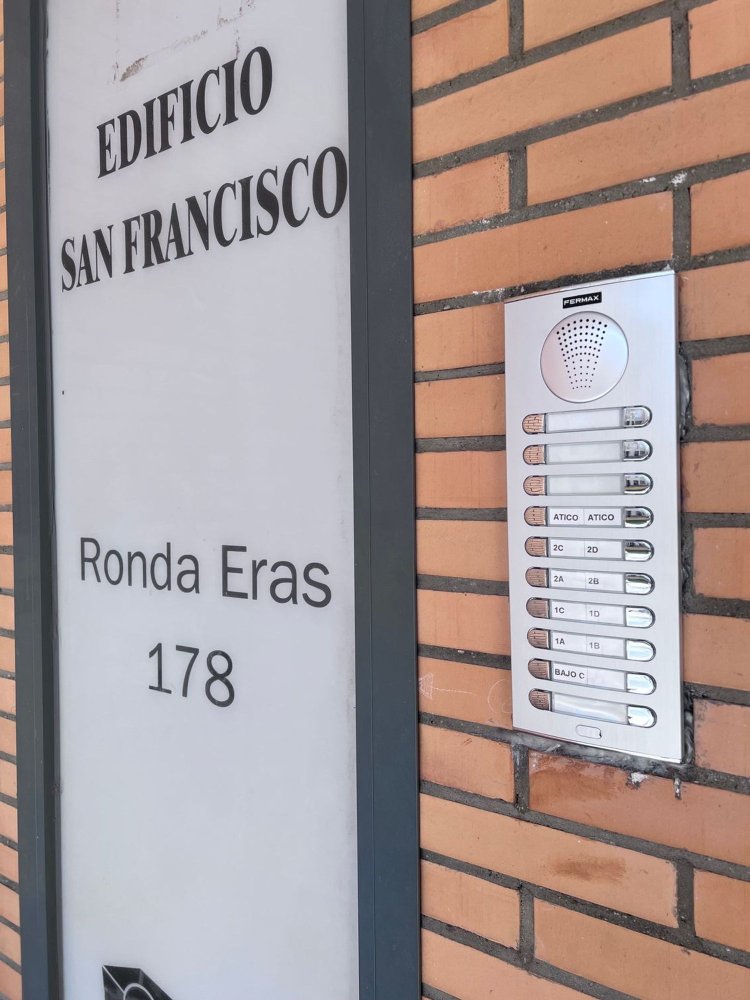 EDIFICIO
SAN FRANCISCO
Ronda Eras
178
FERMAX
ATICO ATICO
2C 2D
2A 2B
1C 1D
1A 1B
BAJO C